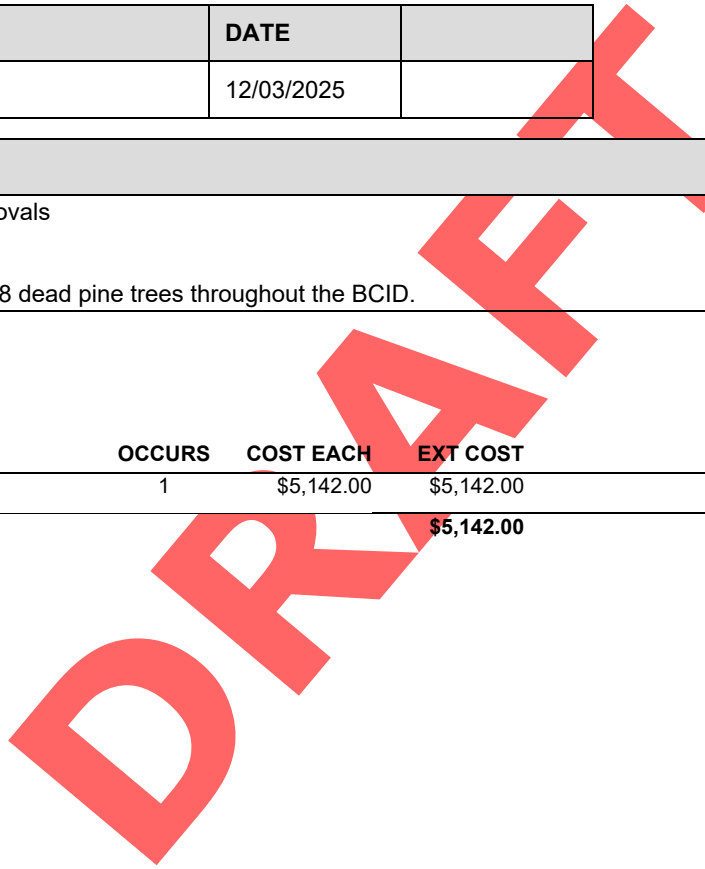 DATE
12/03/2025
ovals
8 dead pine trees throughout the BCID.
OCCURS COST EACH EXT COST
1 $5,142.00 $5,142.00
$5,142.00
DRAFT